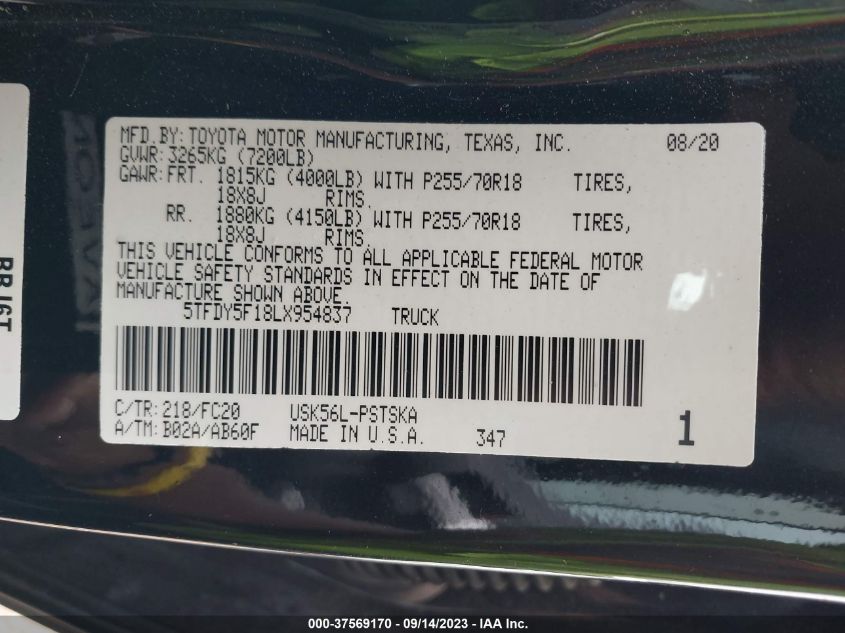 MFD.BY: TOYOTA MOTOR MANUFACTURING, TEXAS, INC. 08/20
GVWR: 3265KG (7200LB)
GAWR: FRT. 1815KG (4000LB) WITH P255/70R18 TIRES,
18X8J RIMS.
RR. 1880KG (4150LB) WITH P255/70R18 TIRES,
18X8J RIMS.
THIS VEHICLE CONFORMS TO ALL APPLICABLE FEDERAL MOTOR
VEHICLE SAFETY STANDARDS IN EFFECT ON THE DATE OF
MANUFACTURE SHOWN ABOVE.
5TFDY5F18LX954837 TRUCK
C/TR: 218/FC20 USK56L-PSTSKA
A/TM: B02A/AB60F MADE IN U.S.A. 347 1
000-37569170 - 09/14/2023 - IAA Inc.